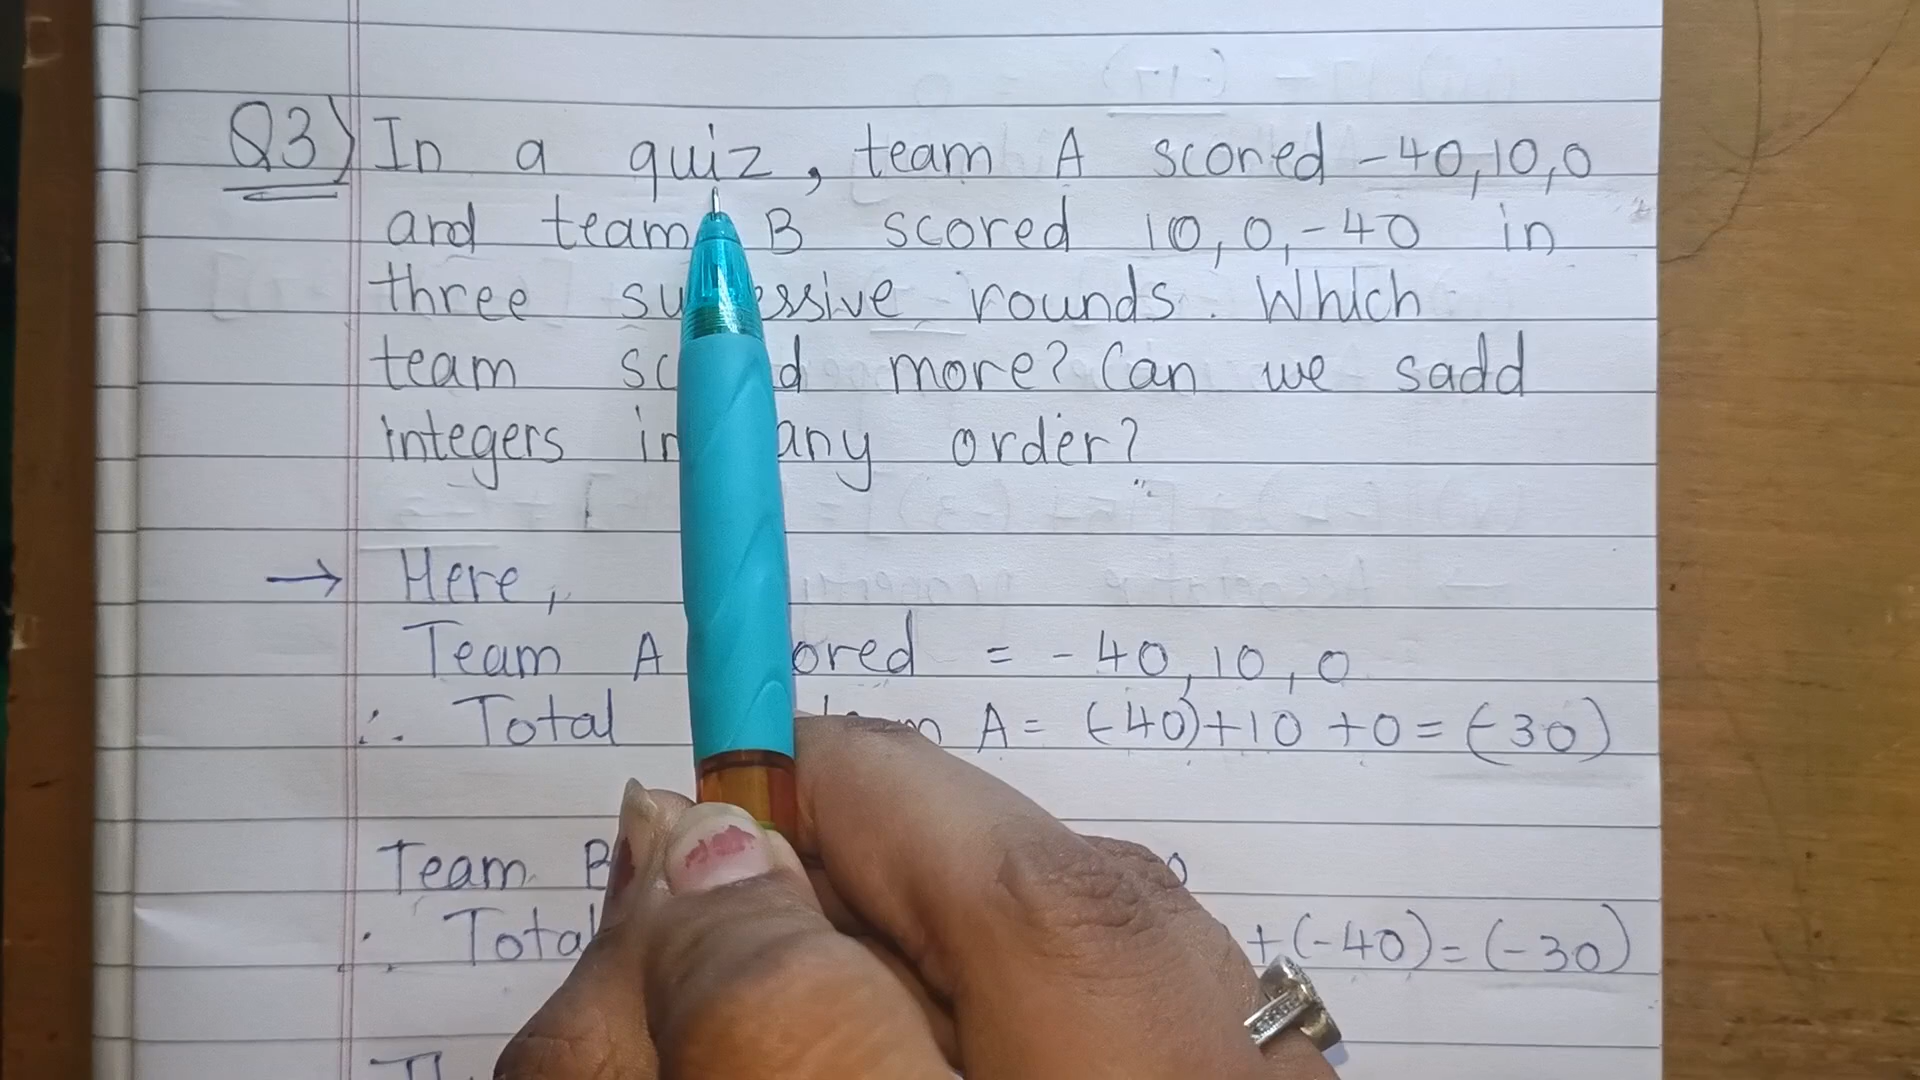 Q3) In a quiz, team A scored -40,10,0
and team B scored 10,0,-40 in
three rounds. Which
team more? Can we sadd
integers in any order?
→ Here,
Team A = -40,10,0
∴ Total A = (-40)+10+0=(-30)
Team B 0
Total +(-40)=(-30)